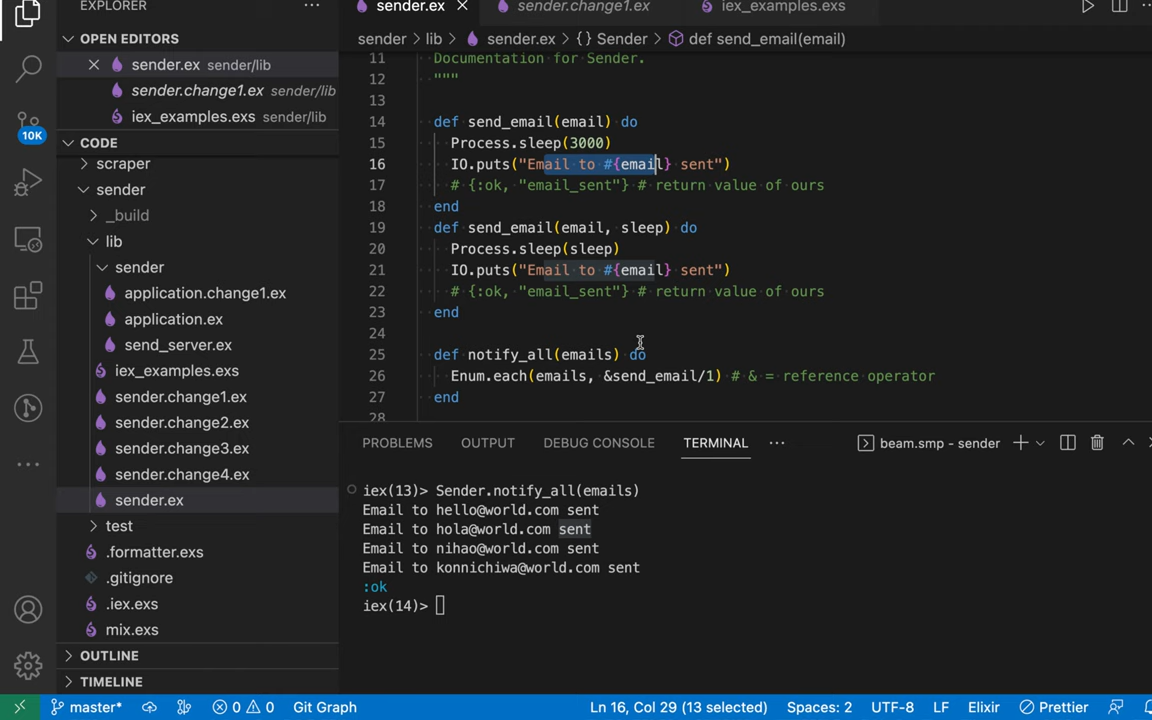 EXPLORER
OPEN EDITORS
sender.ex sender/lib
sender.change1.ex sender/lib
iex_examples.exs sender/lib
10K
CODE
scraper
sender
_build
lib
sender
application.change1.ex
application.ex
send_server.ex
iex_examples.exs
sender.change1.ex
sender.change2.ex
sender.change3.ex
sender.change4.ex
sender.ex
test
.formatter.exs
.gitignore
.iex.exs
mix.exs
OUTLINE
TIMELINE
sender.ex sender.change1.ex iex_examples.exs
sender > lib > sender.ex > {} Sender > def send_email(email)
11 Documentation for Sender.
12 """
13
14 def send_email(email) do
15 Process.sleep(3000)
16 IO.puts("Email to #{email} sent")
17 # {:ok, "email_sent"} # return value of ours
18 end
19 def send_email(email, sleep) do
20 Process.sleep(sleep)
21 IO.puts("Email to #{email} sent")
22 # {:ok, "email_sent"} # return value of ours
23 end
24
25 def notify_all(emails) do
26 Enum.each(emails, &send_email/1) # & = reference operator
27 end
28
PROBLEMS OUTPUT DEBUG CONSOLE TERMINAL beam.smp - sender
iex(13)> Sender.notify_all(emails)
Email to hello@world.com sent
Email to hola@world.com sent
Email to nihao@world.com sent
Email to konnichiwa@world.com sent
:ok
iex(14)>
master* 0 0 Git Graph Ln 16, Col 29 (13 selected) Spaces: 2 UTF-8 LF Elixir Prettier